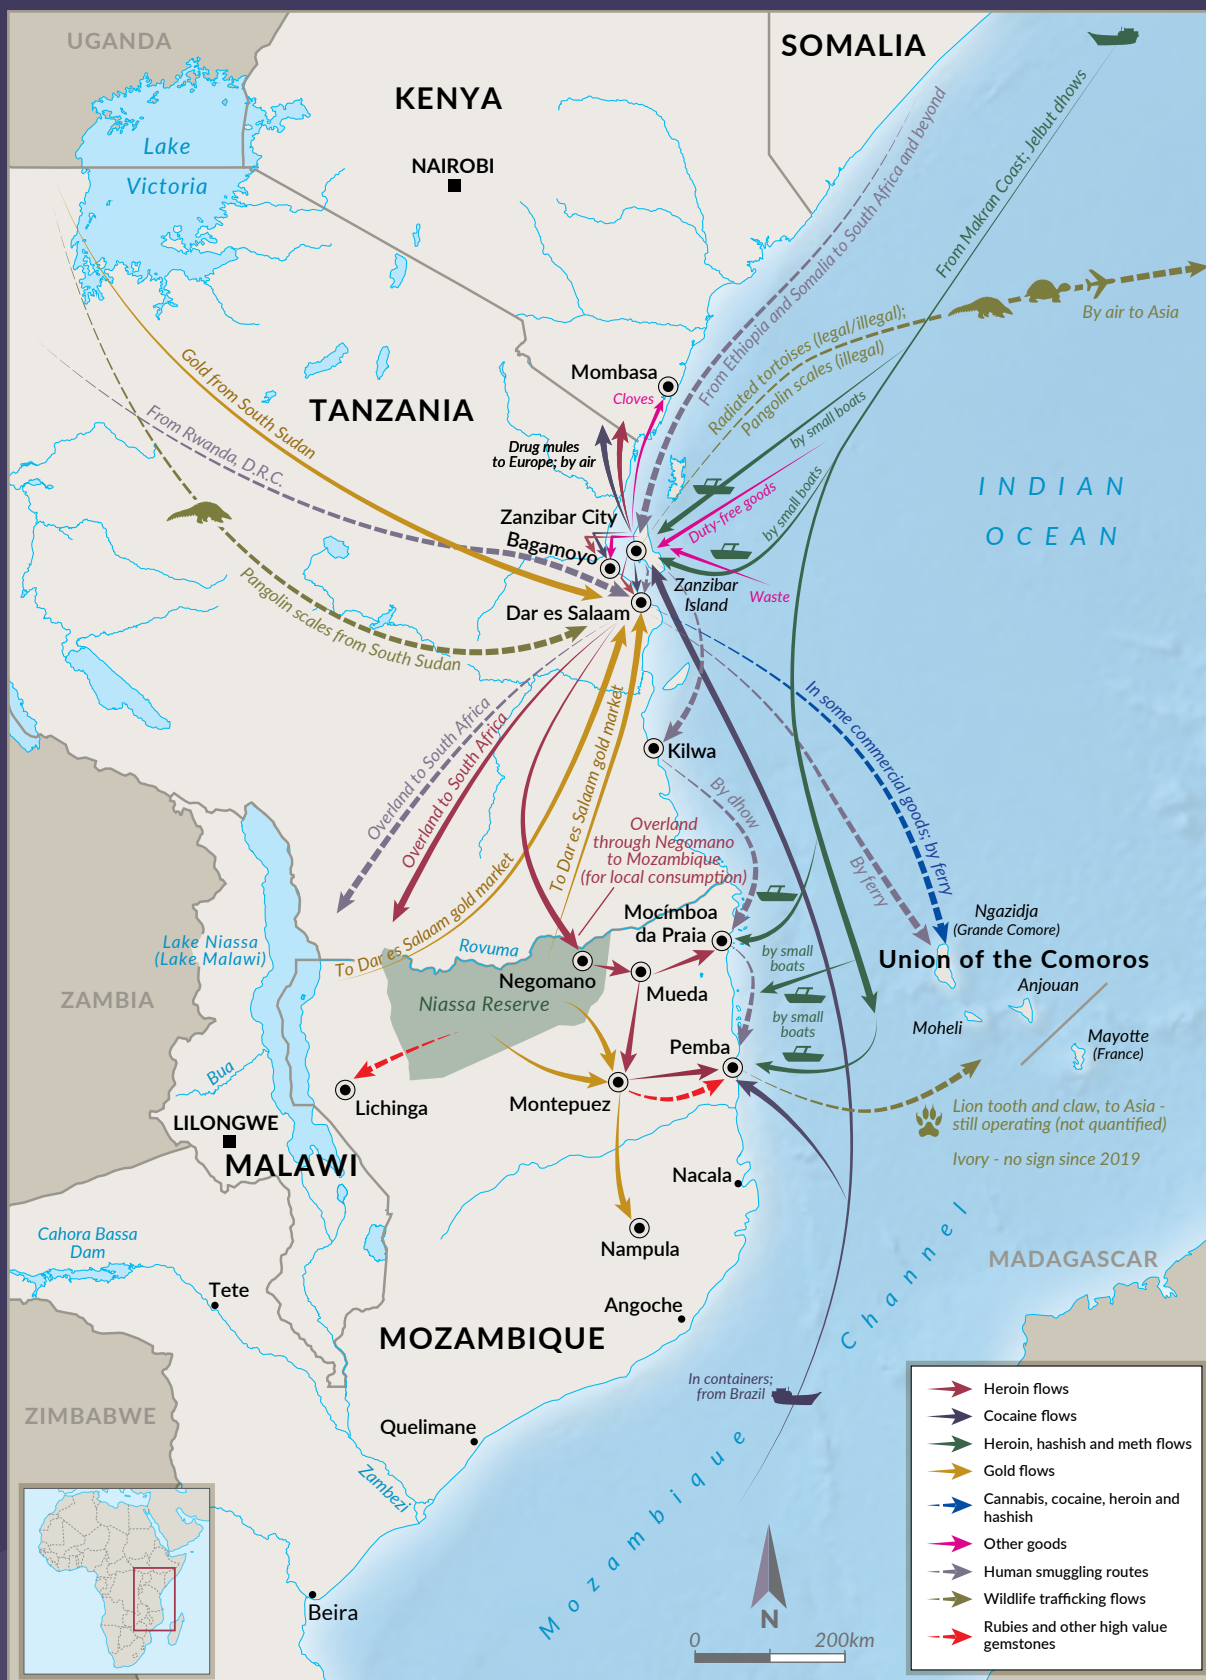 UGANDA
SOMALIA
KENYA
Lake
Victoria
NAIROBI
From Makran Coast; Jelbut dhows
From Ethiopia and Somalia to South Africa and beyond
By air to Asia
Radiated tortoises (legal/illegal);
Pangolin scales (illegal)
Gold from South Sudan
Mombasa
Cloves
TANZANIA
From Rwanda, D.R.C.
Drug mules
to Europe; by air
by small boats
by small boats
Duty-free goods
INDIAN
OCEAN
Zanzibar City
Bagamoyo
Zanzibar
Island
Waste
Dar es Salaam
Pangolin scales from South Sudan
Overland to South Africa
Overland to South Africa
To Dar es Salaam gold market
To Dar es Salaam gold market
Kilwa
By dhow
In some commercial goods; by ferry
By ferry
Overland
through Negomano
to Mozambique
(for local consumption)
Mocímboa
da Praia
Ngazidja
(Grande Comore)
Union of the Comoros
Anjouan
Moheli
Mayotte
(France)
Lake Niassa
(Lake Malawi)
Rovuma
Negomano
Niassa Reserve
Mueda
by small
boats
by small
boats
ZAMBIA
Pemba
Bua
Lichinga
Montepuez
LILONGWE
MALAWI
Lion tooth and claw, to Asia -
still operating (not quantified)
Ivory - no sign since 2019
Nacala
Nampula
Cahora Bassa
Dam
Tete
Angoche
MOZAMBIQUE
MADAGASCAR
In containers;
from Brazil
ZIMBABWE
Quelimane
Zambezi
Mozambique Channel
Beira
N
0 200km
Heroin flows
Cocaine flows
Heroin, hashish and meth flows
Gold flows
Cannabis, cocaine, heroin and
hashish
Other goods
Human smuggling routes
Wildlife trafficking flows
Rubies and other high value
gemstones